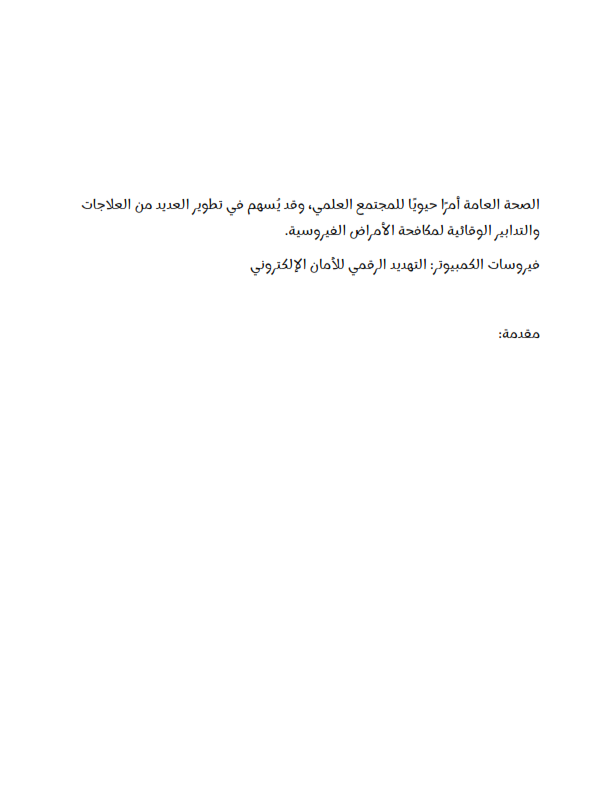 الصحة العامة أمرًا حيويًا للمجتمع العلمي، وقد يُسهم في تطوير العديد من العلاجات
والتدابير الوقائية لمكافحة الأمراض الفيروسية.
فيروسات الكمبيوتر: التهديد الرقمي للأمان الإلكتروني
مقدمة: